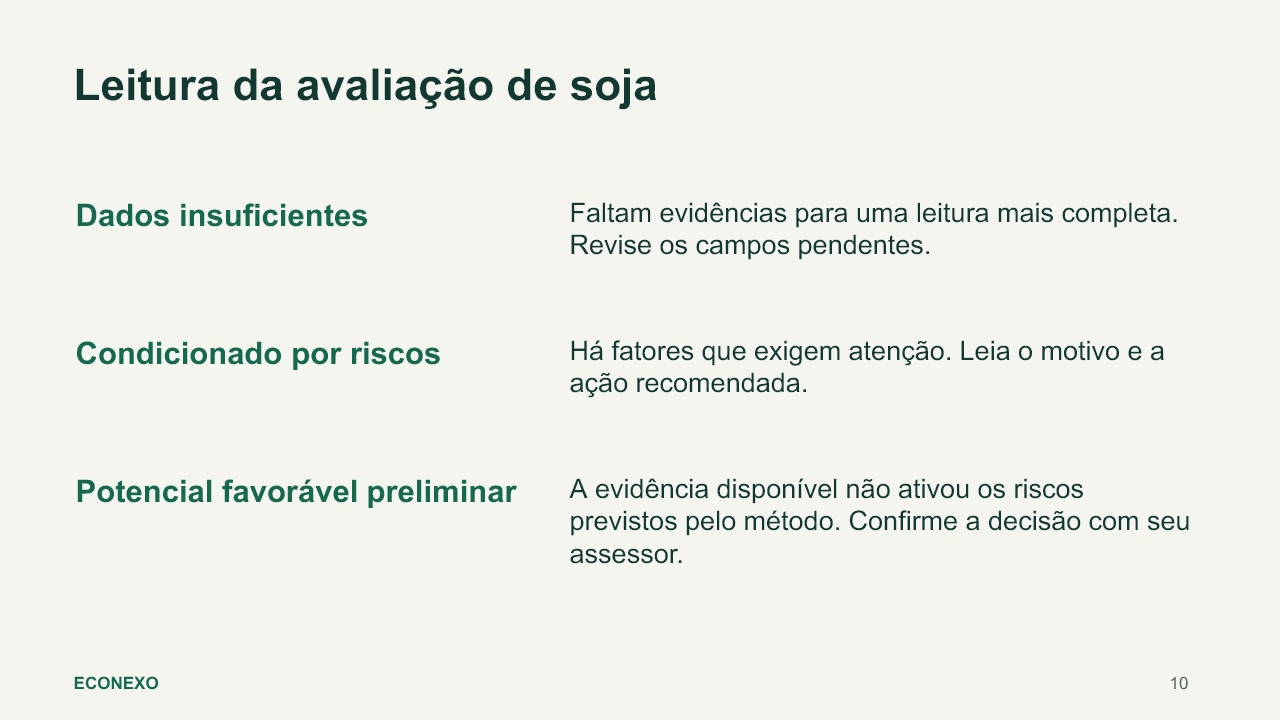 Leitura da avaliação de soja
Dados insuficientes
Faltam evidências para uma leitura mais completa.
Revise os campos pendentes.
Condicionado por riscos
Há fatores que exigem atenção. Leia o motivo e a
ação recomendada.
Potencial favorável preliminar
A evidência disponível não ativou os riscos
previstos pelo método. Confirme a decisão com seu
assessor.
ECONEXO
10